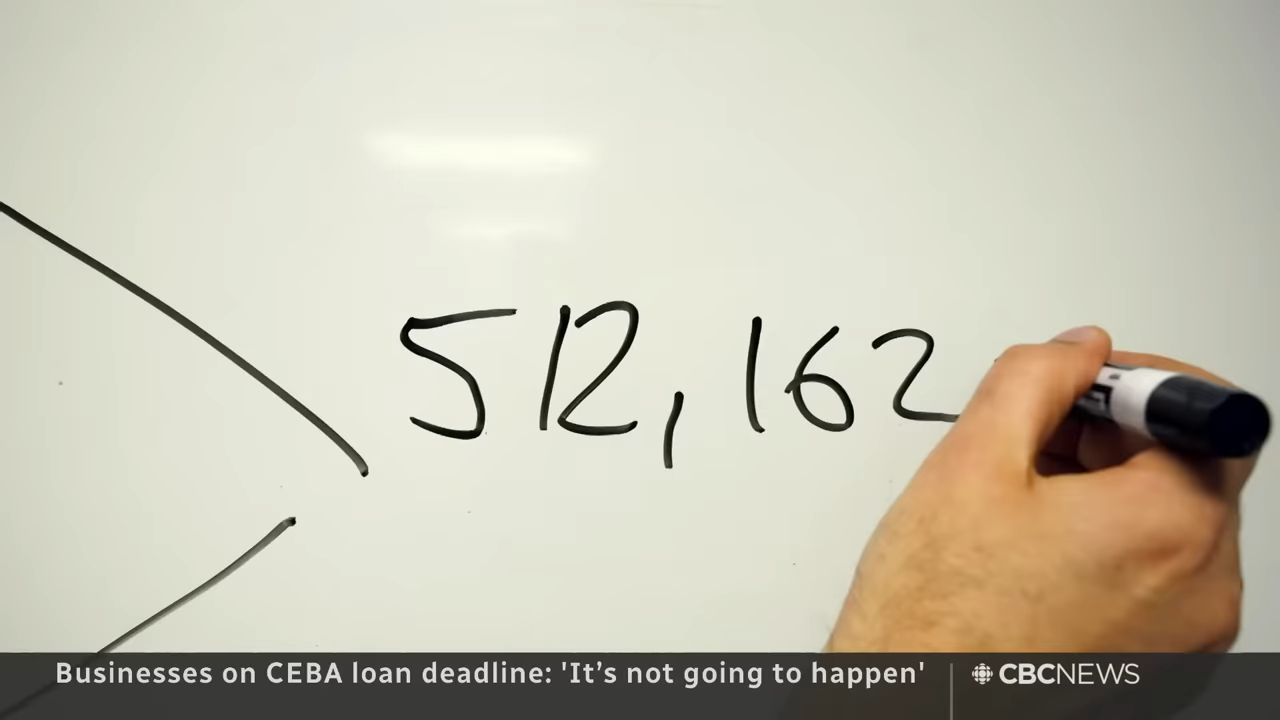 512,162
Businesses on CEBA loan deadline: 'It’s not going to happen'
CBCNEWS